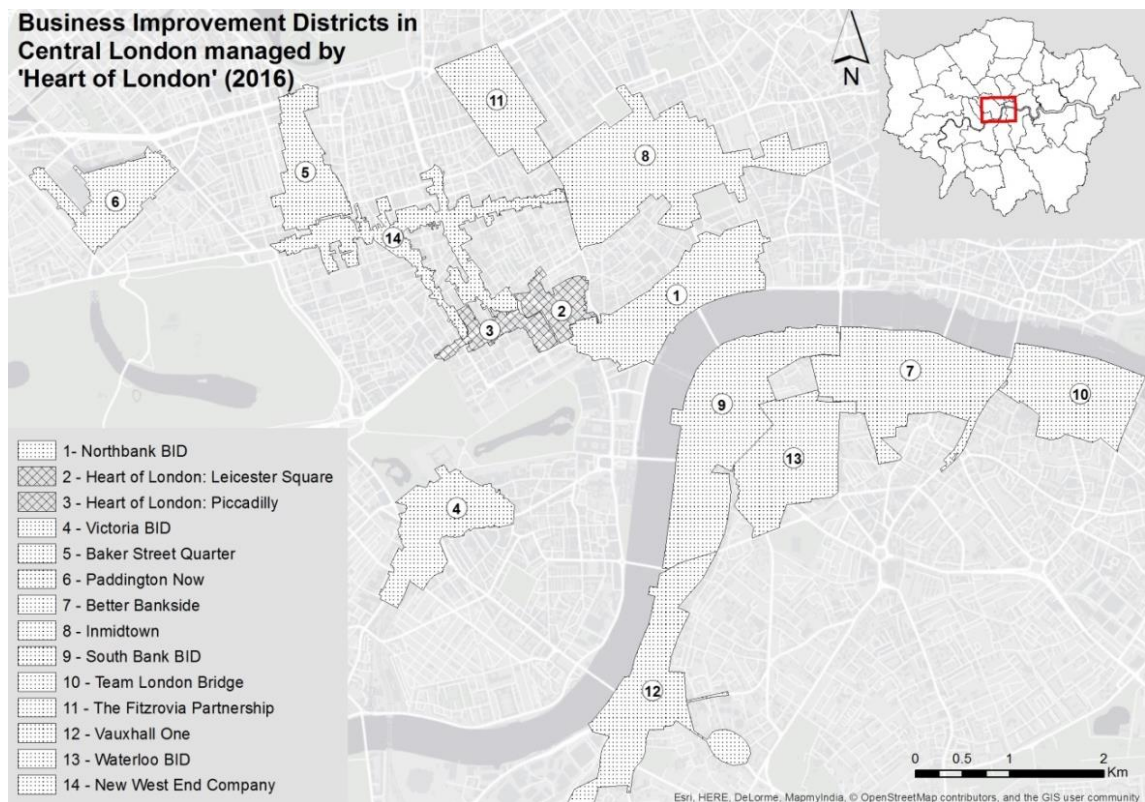 Business Improvement Districts in
Central London managed by
'Heart of London' (2016)
N
11
8
5
6
14
1
2
3
7
9
10
13
4
12
1- Northbank BID
2 - Heart of London: Leicester Square
3 - Heart of London: Piccadilly
4 - Victoria BID
5 - Baker Street Quarter
6 - Paddington Now
7 - Better Bankside
8 - Inmidtown
9 - South Bank BID
10 - Team London Bridge
11 - The Fitzrovia Partnership
12 - Vauxhall One
13 - Waterloo BID
14 - New West End Company
0 0.5 1 2
Km
Esri, HERE, DeLorme, MapmyIndia, © OpenStreetMap contributors, and the GIS user community